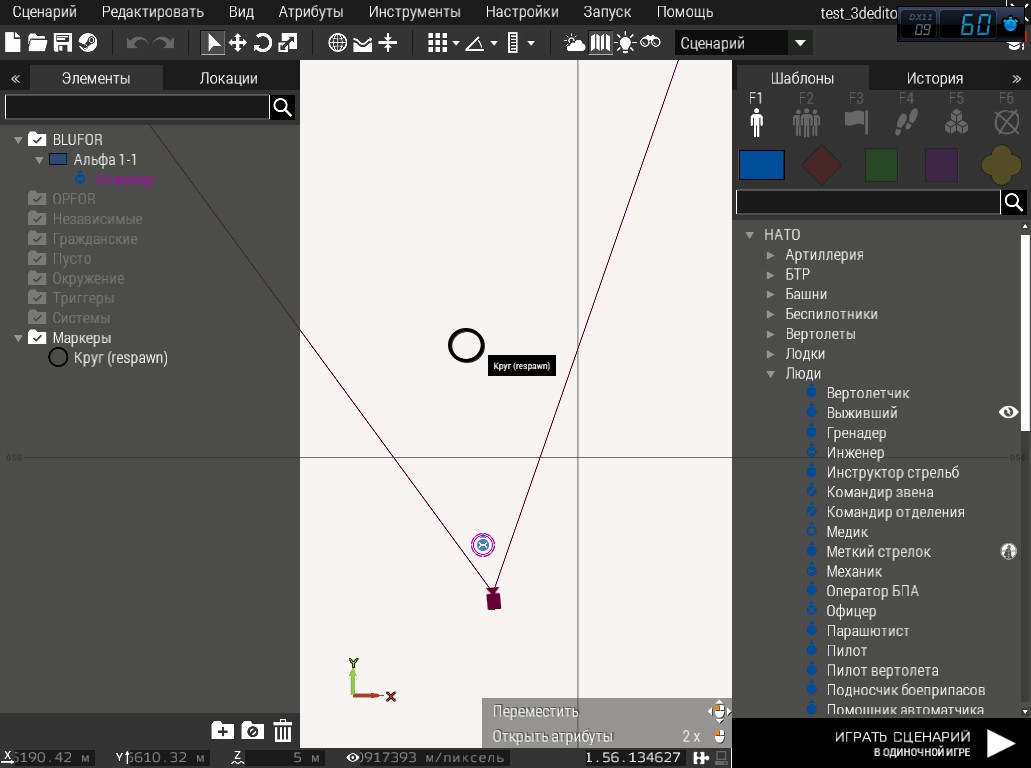 Сценарий Редактировать Вид Атрибуты Инструменты Настройки Запуск Помощь test_3dedito
DX11 09 60
Сценарий
« Элементы Локации
Шаблоны История »
F1 F2 F3 F4 F5 F6
BLUFOR
Альфа 1-1
OPFOR
Независимые
Гражданские
Пусто
Окружение
Триггеры
Системы
Маркеры
Круг (respawn)
Круг (respawn)
056
056
Y
X
НАТО
Артиллерия
БТР
Башни
Беспилотники
Вертолеты
Лодки
Люди
Вертолетчик
Выживший
Гренадер
Инженер
Инструктор стрельб
Командир звена
Командир отделения
Медик
Меткий стрелок
Механик
Оператор БПА
Офицер
Парашютист
Пилот
Пилот вертолета
Подносчик боеприпасов
Помощник автоматчика
Переместить
Открыть атрибуты 2 x
ИГРАТЬ СЦЕНАРИЙ
В ОДИНОЧНОЙ ИГРЕ
X 5190.42 м Y 5610.32 м Z 5 м 0917393 м/пиксель 1.56.134627